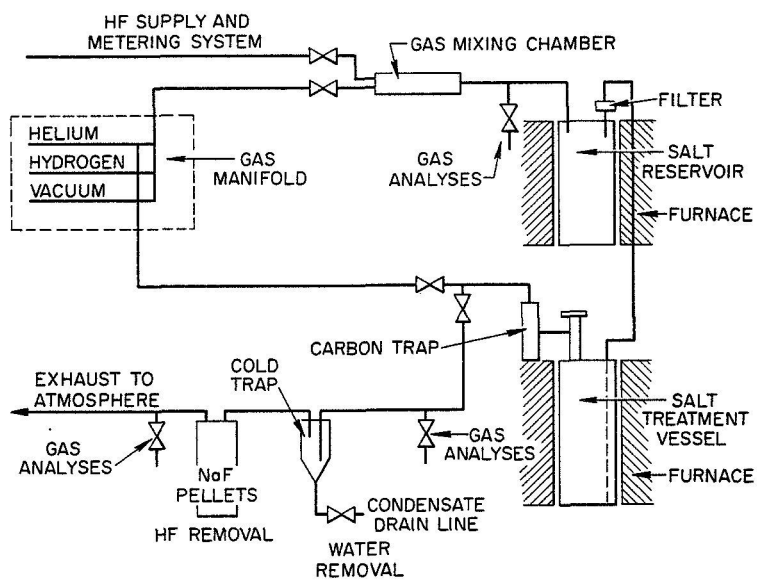 HF SUPPLY AND
METERING SYSTEM
GAS MIXING CHAMBER
FILTER
HELIUM
HYDROGEN
VACUUM
GAS
MANIFOLD
GAS
ANALYSES
SALT
RESERVOIR
FURNACE
CARBON TRAP
COLD
TRAP
EXHAUST TO
ATMOSPHERE
SALT
TREATMENT
VESSEL
GAS
ANALYSES
GAS
ANALYSES
NaF
PELLETS
FURNACE
CONDENSATE
DRAIN LINE
HF REMOVAL
WATER
REMOVAL